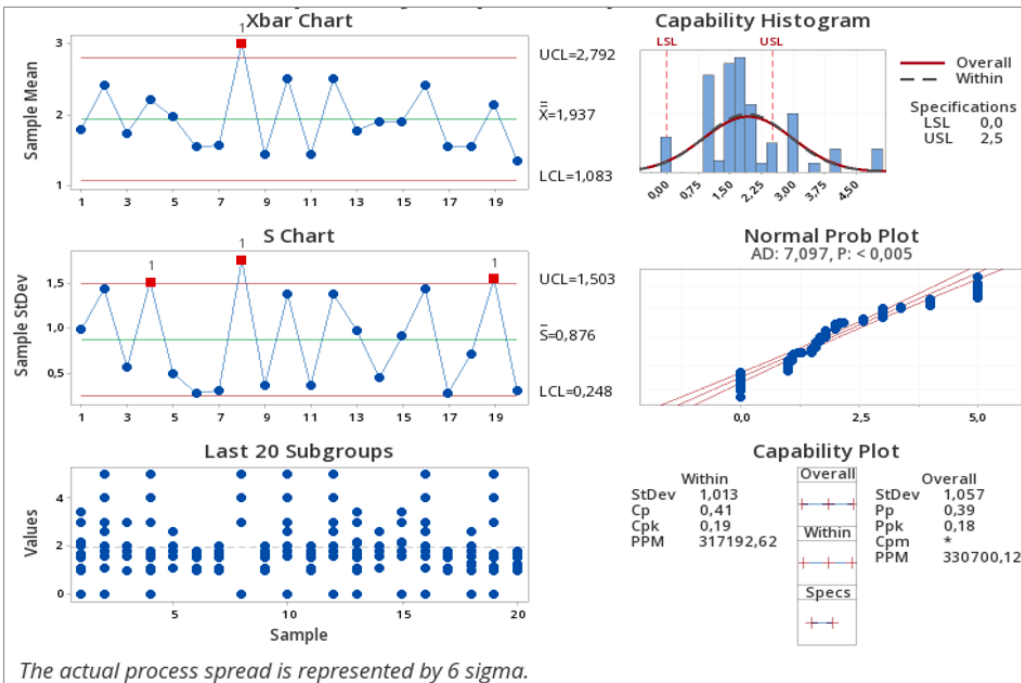 Xbar Chart
Sample Mean
3
2
1
1
UCL=2,792
X=1,937
LCL=1,083
1 3 5 7 9 11 13 15 17 19
Capability Histogram
LSL USL
Overall
Within
Specifications
LSL 0,0
USL 2,5
0,00 0,75 1,50 2,25 3,00 3,75 4,50
S Chart
Sample StDev
1,5
1,0
0,5
1 1 1
UCL=1,503
S=0,876
LCL=0,248
1 3 5 7 9 11 13 15 17 19
Normal Prob Plot
AD: 7,097, P: < 0,005
0,0 2,5 5,0
Last 20 Subgroups
Values
4
2
0
5 10 15 20
Sample
Capability Plot
Within
StDev 1,013
Cp 0,41
Cpk 0,19
PPM 317192,62
Overall
Within
Specs
Overall
StDev 1,057
Pp 0,39
Ppk 0,18
Cpm *
PPM 330700,12
The actual process spread is represented by 6 sigma.